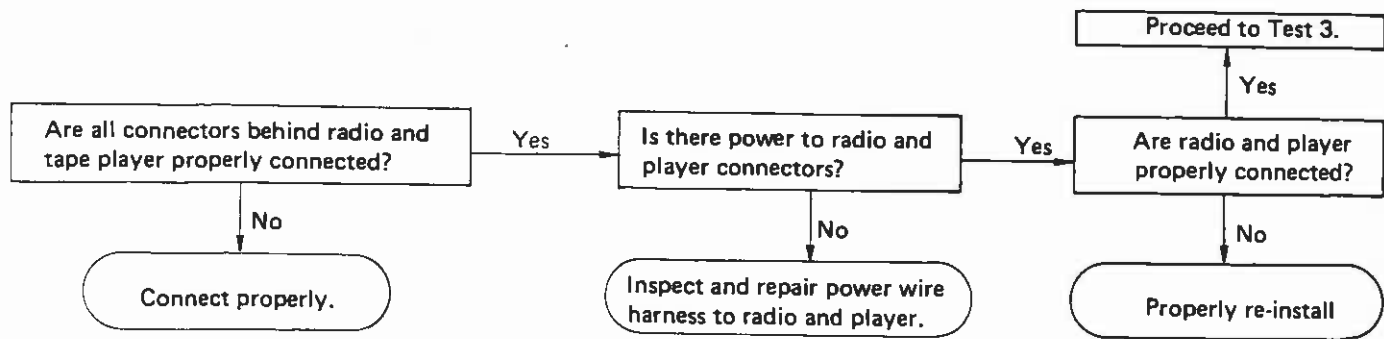 Proceed to Test 3.
Yes
Are all connectors behind radio and
tape player properly connected?
Yes
Is there power to radio and
player connectors?
Yes
Are radio and player
properly connected?
No
No
No
Connect properly.
Inspect and repair power wire
harness to radio and player.
Properly re-install